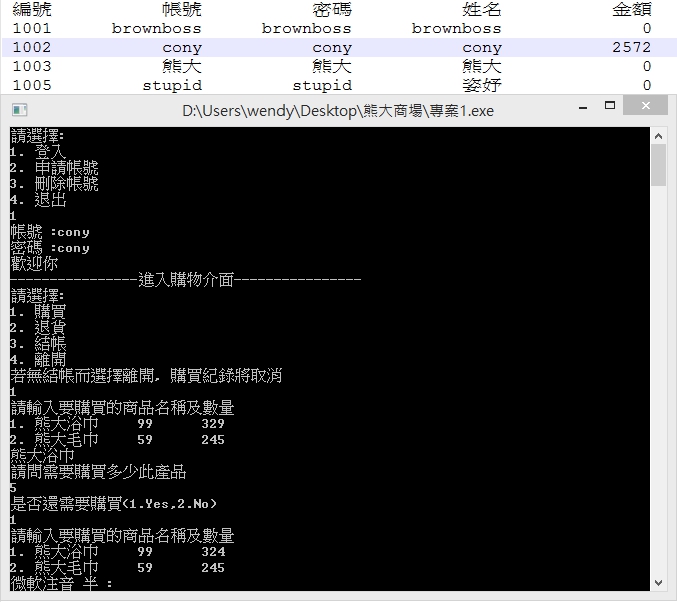 編號 帳號 密碼 姓名 金額
1001 brownboss brownboss brownboss 0
1002 cony cony cony 2572
1003 熊大 熊大 熊大 0
1005 stupid stupid 姿妤 0
D:\Users\wendy\Desktop\熊大商場\專案1.exe
請選擇:
1. 登入
2. 申請帳號
3. 刪除帳號
4. 退出
1
帳號 :cony
密碼 :cony
歡迎你
----------------進入購物介面----------------
請選擇:
1. 購買
2. 退貨
3. 結帳
4. 離開
若無結帳而選擇離開, 購買紀錄將取消
1
請輸入要購買的商品名稱及數量
1. 熊大浴巾 99 329
2. 熊大毛巾 59 245
熊大浴巾
請問需要購買多少此產品
5
是否還需要購買(1.Yes,2.No)
1
請輸入要購買的商品名稱及數量
1. 熊大浴巾 99 324
2. 熊大毛巾 59 245
微軟注音 半 :